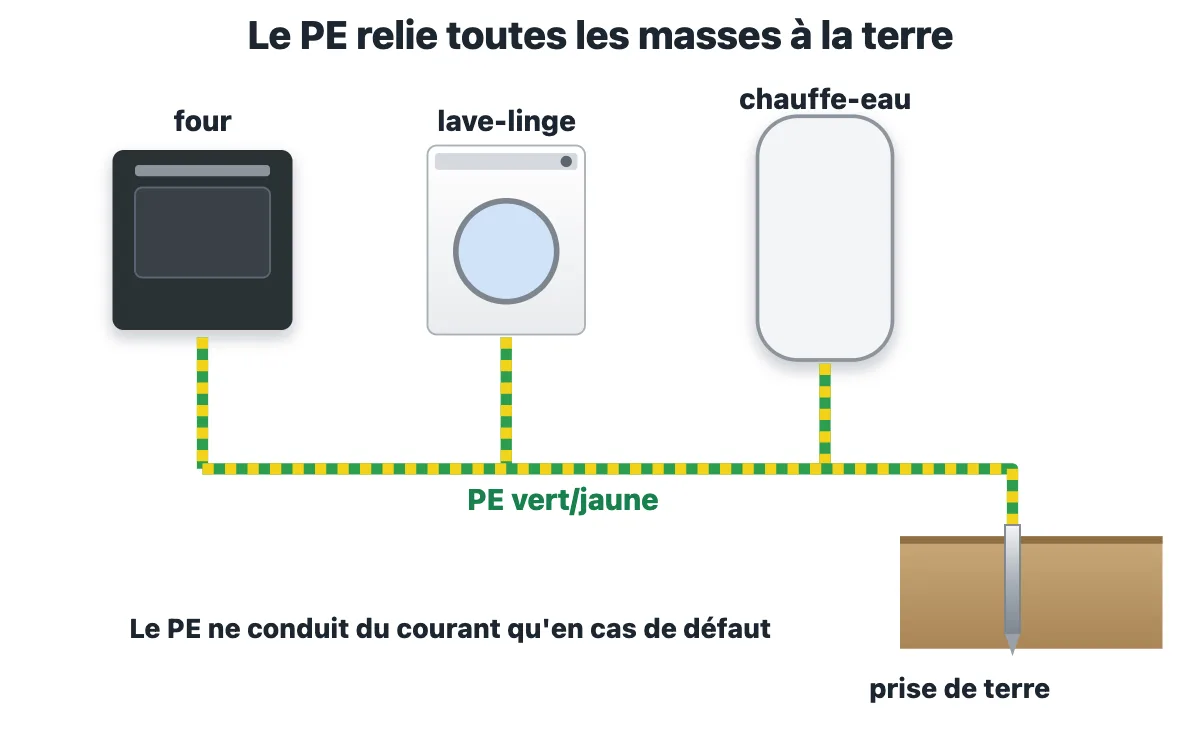 Le PE relie toutes les masses à la terre
four
lave-linge
chauffe-eau
PE vert/jaune
Le PE ne conduit du courant qu'en cas de défaut
prise de terre